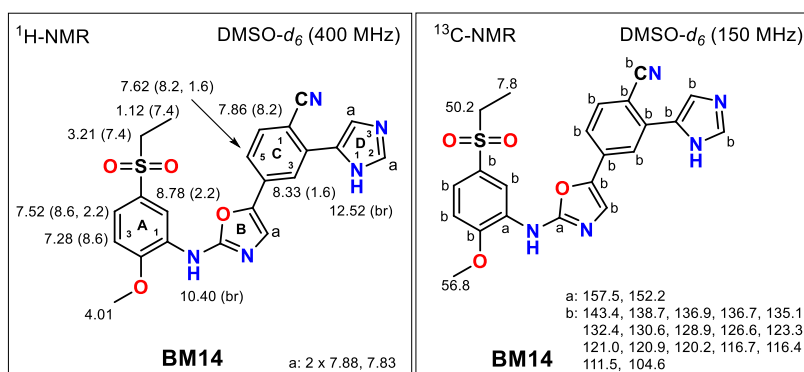 ¹H-NMR
DMSO-d₆ (400 MHz)
7.62 (8.2, 1.6)
1.12 (7.4)
7.86 (8.2)
CN
3.21 (7.4)
1
C
5
3
a
3
N
D
1
2
a
O
S
O
NH
8.78 (2.2)
8.33 (1.6)
12.52 (br)
7.52 (8.6, 2.2)
A
O
B
7.28 (8.6)
3
1
a
N
H
N
O
10.40 (br)
4.01
BM14
a: 2 x 7.88, 7.83
¹³C-NMR
DMSO-d₆ (150 MHz)
b
CN
7.8
b
b
b
N
50.2
b
b
b
O
S
O
b
NH
b
b
b
b
b
b
O
b
b
b
a
N
H
a
N
b
O
56.8
a: 157.5, 152.2
b: 143.4, 138.7, 136.9, 136.7, 135.1
132.4, 130.6, 128.9, 126.6, 123.3
121.0, 120.9, 120.2, 116.7, 116.4
111.5, 104.6
BM14